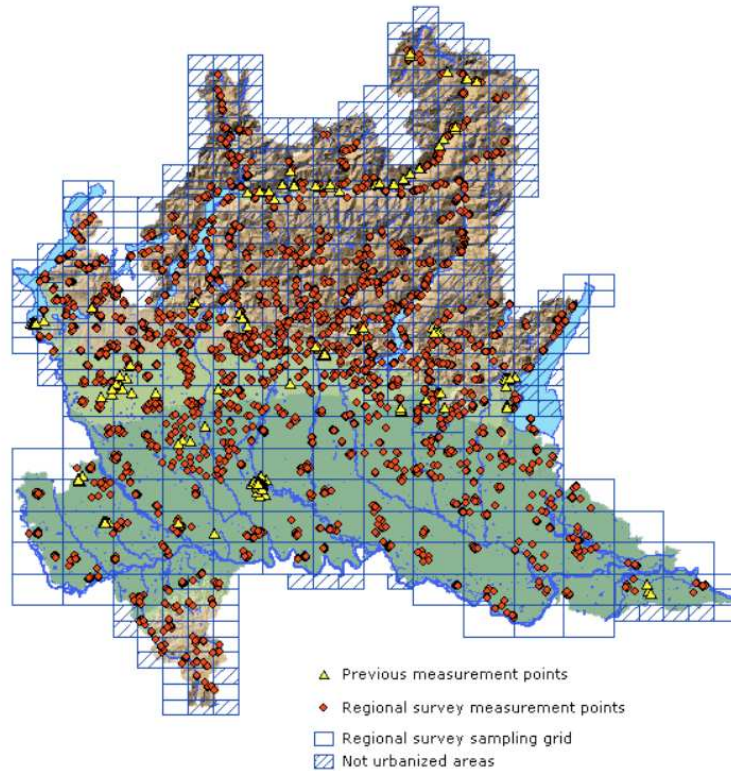 Previous measurement points
Regional survey measurement points
Regional survey sampling grid
Not urbanized areas